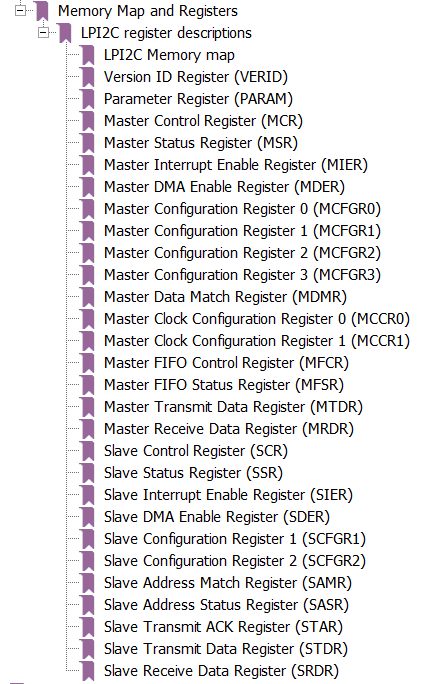 Memory Map and Registers
LPI2C register descriptions
LPI2C Memory map
Version ID Register (VERID)
Parameter Register (PARAM)
Master Control Register (MCR)
Master Status Register (MSR)
Master Interrupt Enable Register (MIER)
Master DMA Enable Register (MDER)
Master Configuration Register 0 (MCFGR0)
Master Configuration Register 1 (MCFGR1)
Master Configuration Register 2 (MCFGR2)
Master Configuration Register 3 (MCFGR3)
Master Data Match Register (MDMR)
Master Clock Configuration Register 0 (MCCR0)
Master Clock Configuration Register 1 (MCCR1)
Master FIFO Control Register (MFCR)
Master FIFO Status Register (MFSR)
Master Transmit Data Register (MTDR)
Master Receive Data Register (MRDR)
Slave Control Register (SCR)
Slave Status Register (SSR)
Slave Interrupt Enable Register (SIER)
Slave DMA Enable Register (SDER)
Slave Configuration Register 1 (SCFGR1)
Slave Configuration Register 2 (SCFGR2)
Slave Address Match Register (SAMR)
Slave Address Status Register (SASR)
Slave Transmit ACK Register (STAR)
Slave Transmit Data Register (STDR)
Slave Receive Data Register (SRDR)